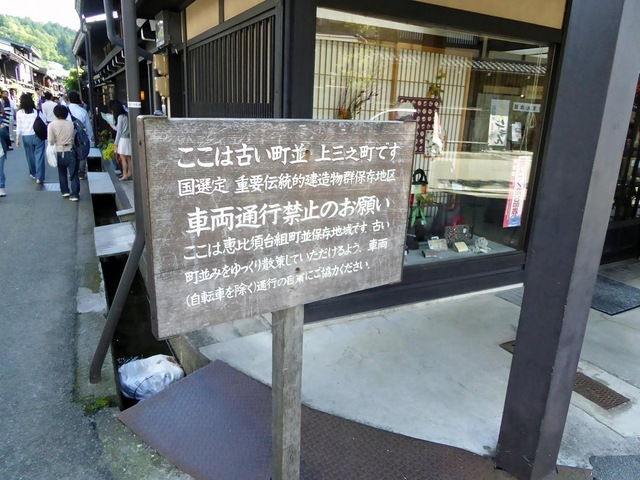 ここは古い町並 上三之町です
国選定 重要伝統的建造物群保存地区
車両通行禁止のお願い
ここは恵比須台組町並保存地域です 古い
町並みをゆっくり散策していただけるよう、車両
(自転車を除く)通行の自粛にご協力ください。